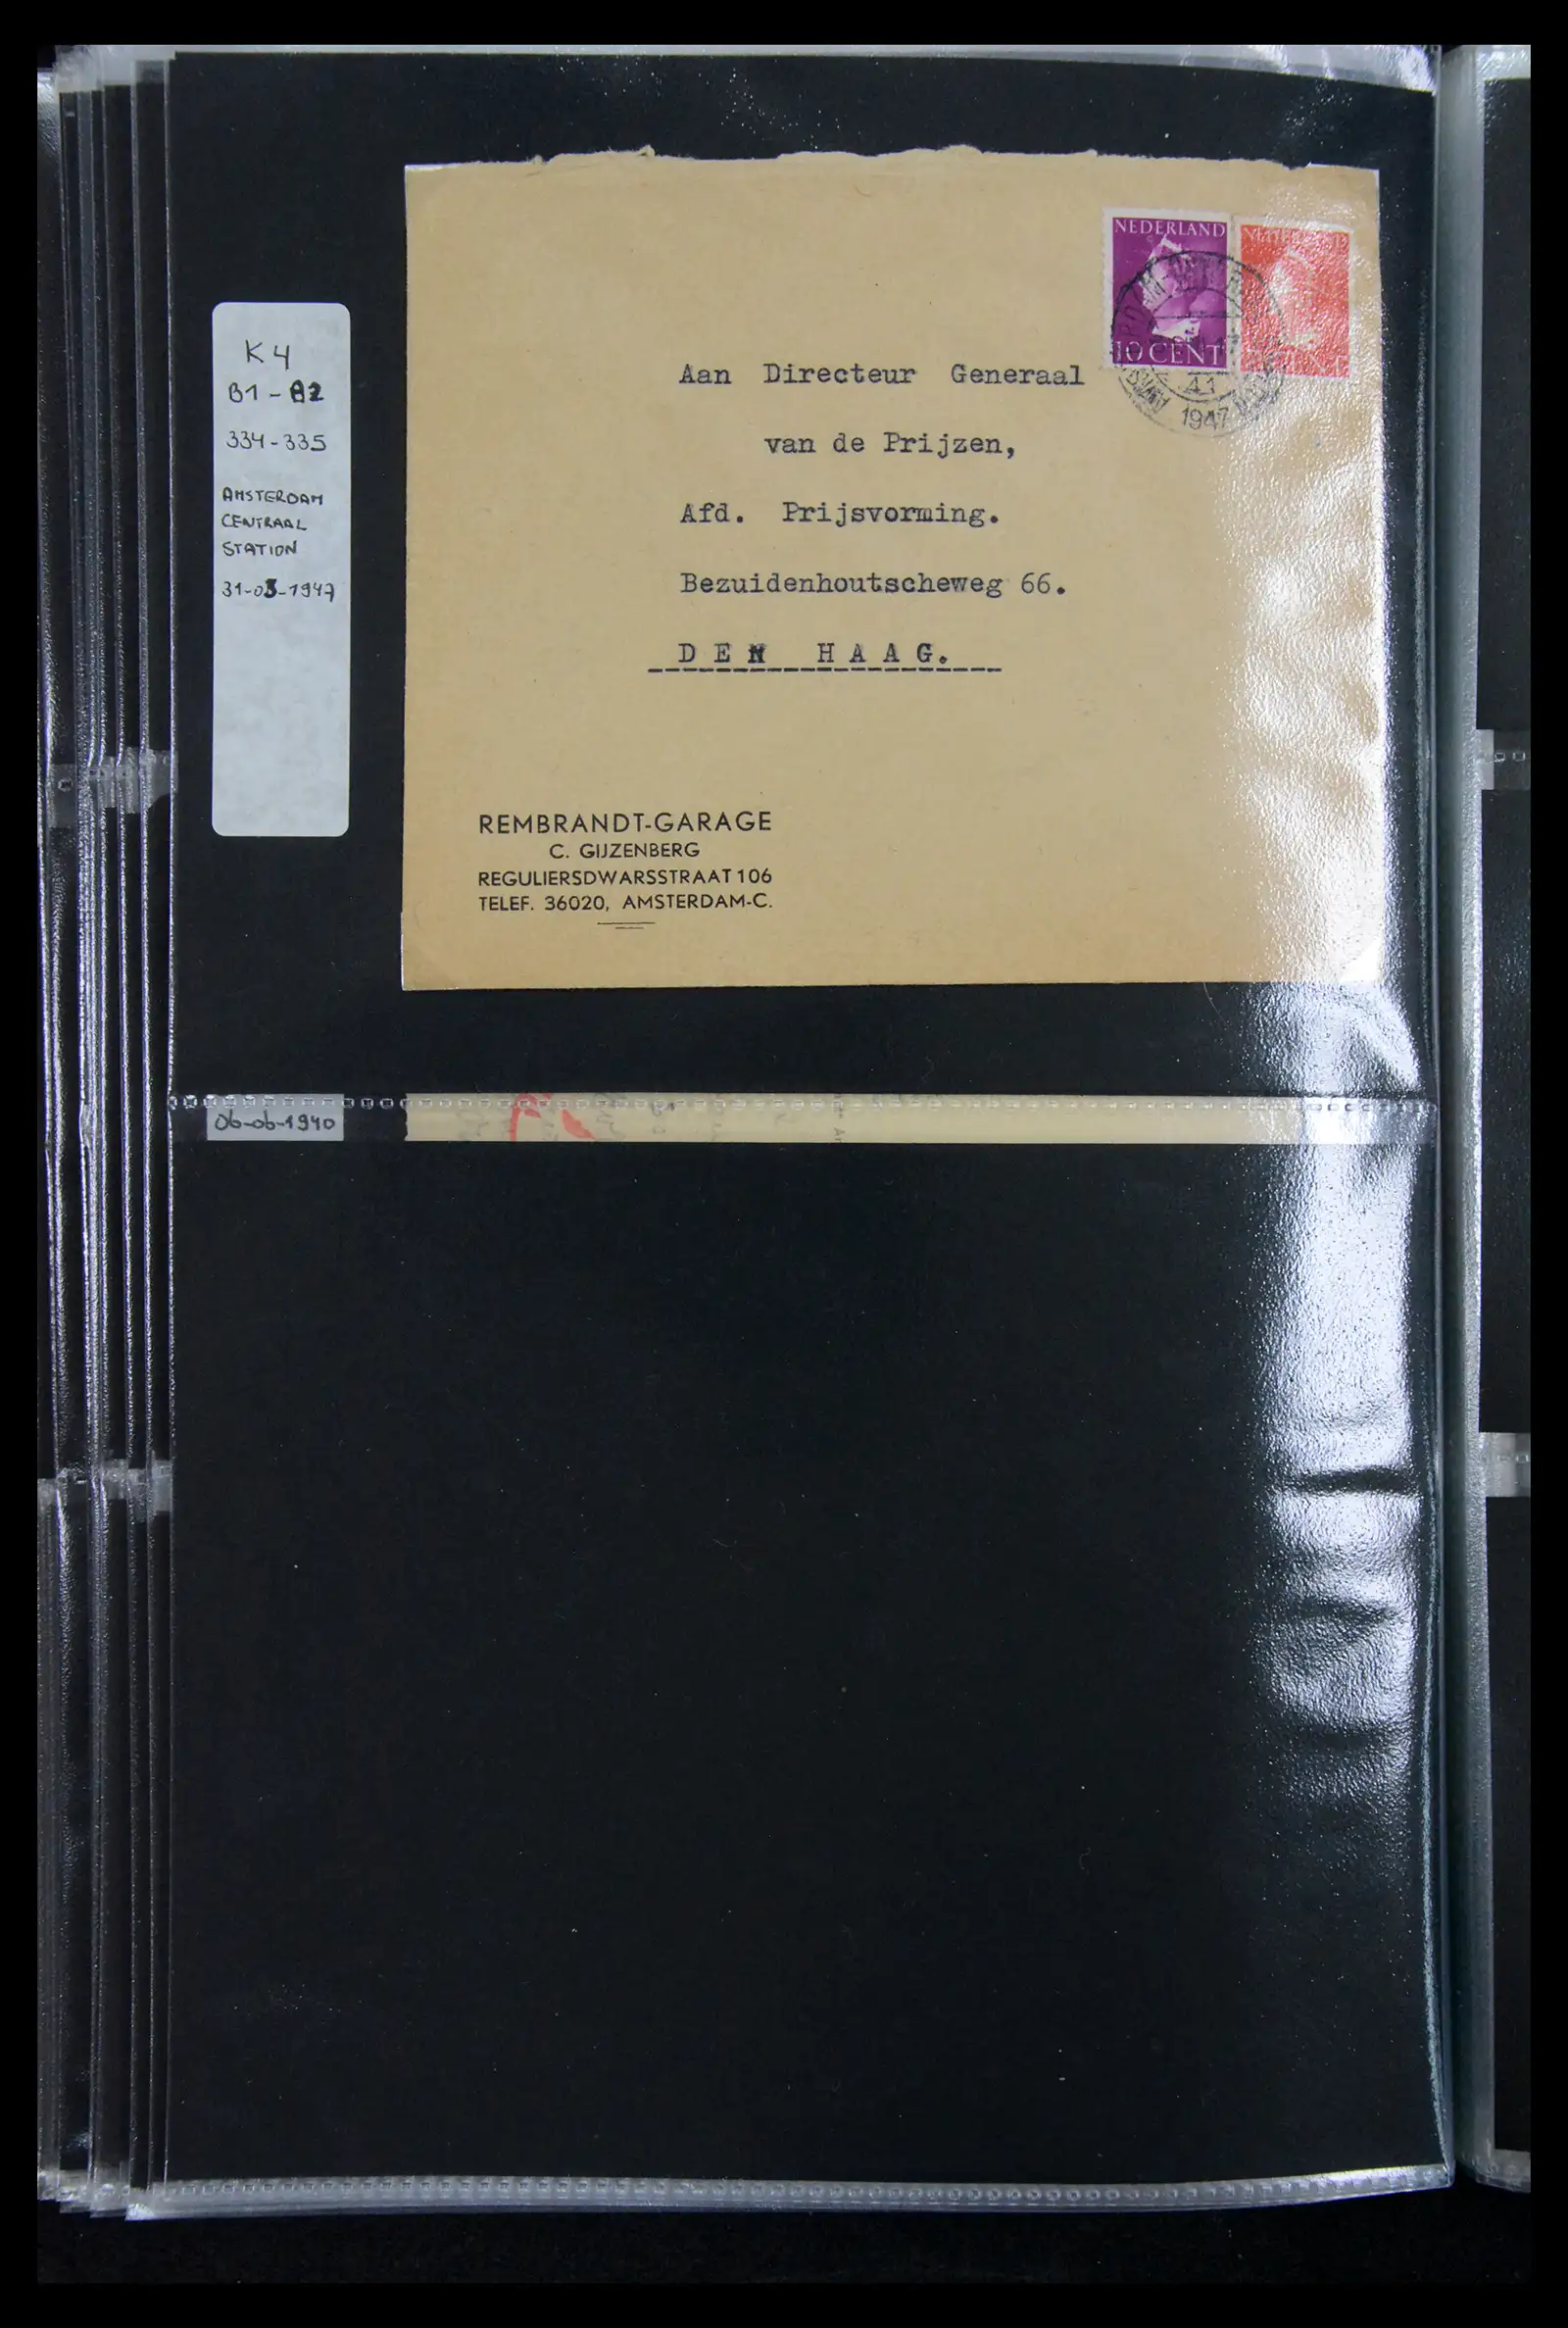 K4
B1-B2
334-335
AMSTERDAM
CENTRAAL
STATION
31-03-1947
NEDERLAND
10 CENT
1947
Aan Directeur Generaal
van de Prijzen,
Afd. Prijsvorming.
Bezuidenhoutscheweg 66.
DEN HAAG.
REMBRANDT-GARAGE
C. GIJZENBERG
REGULIERSDWARSSTRAAT 106
TELEF. 36020, AMSTERDAM-C.
06-06-1940